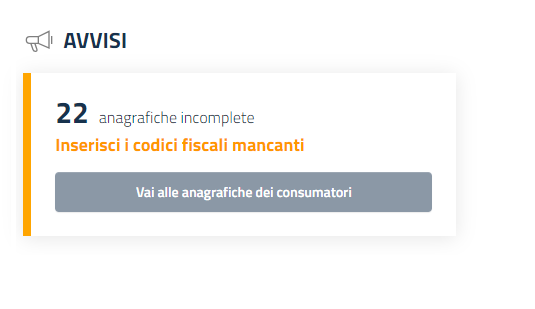 AVVISI
22 anagrafiche incomplete
Inserisci i codici fiscali mancanti
Vai alle anagrafiche dei consumatori